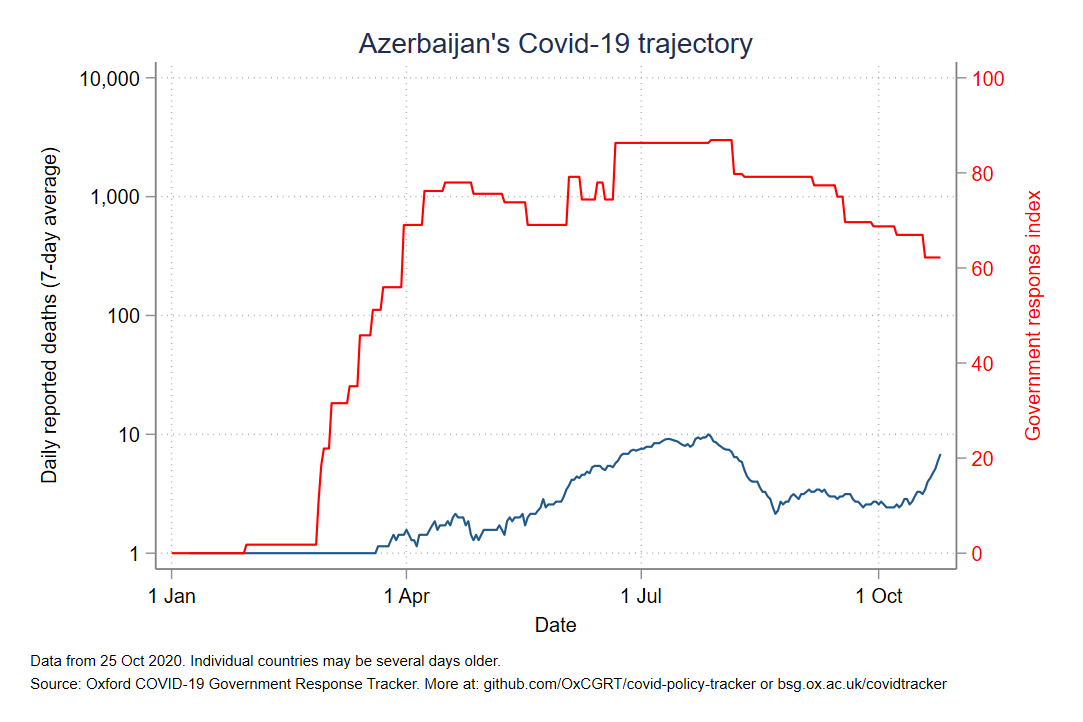 Azerbaijan's Covid-19 trajectory
10,000
1,000
100
10
1
Daily reported deaths (7-day average)
100
80
60
40
20
0
Government response index
1 Jan
1 Apr
1 Jul
1 Oct
Date
Data from 25 Oct 2020. Individual countries may be several days older.
Source: Oxford COVID-19 Government Response Tracker. More at: github.com/OxCGRT/covid-policy-tracker or bsg.ox.ac.uk/covidtracker